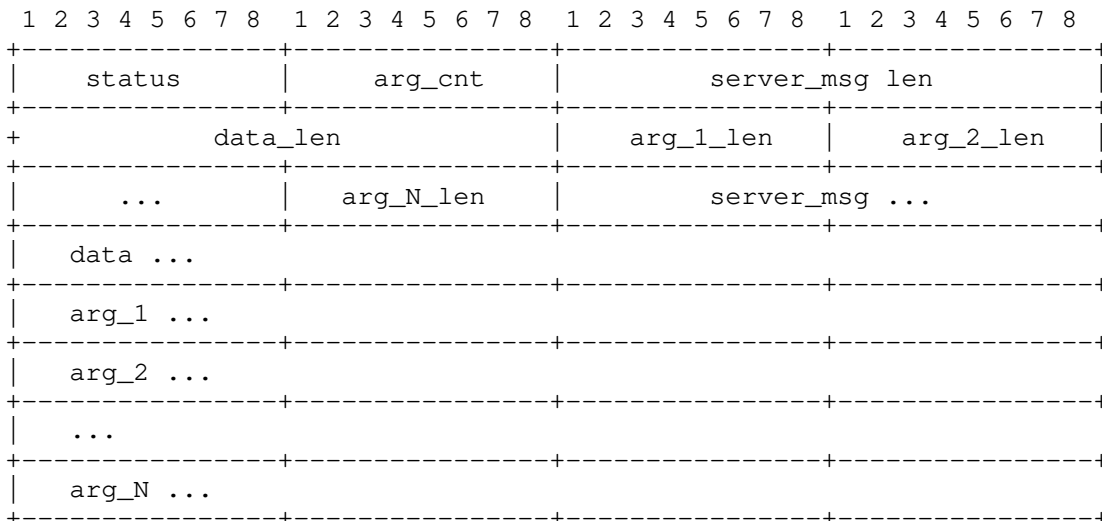 1 2 3 4 5 6 7 8 1 2 3 4 5 6 7 8 1 2 3 4 5 6 7 8 1 2 3 4 5 6 7 8
+----------------+----------------+----------------+----------------+
| status | arg_cnt | server_msg len |
+----------------+----------------+----------------+----------------+
+ data_len | arg_1_len | arg_2_len |
+----------------+----------------+----------------+----------------+
| ... | arg_N_len | server_msg ...
+----------------+----------------+----------------+----------------+
| data ...
+----------------+----------------+----------------+----------------+
| arg_1 ...
+----------------+----------------+----------------+----------------+
| arg_2 ...
+----------------+----------------+----------------+----------------+
| ...
+----------------+----------------+----------------+----------------+
| arg_N ...
+----------------+----------------+----------------+----------------+